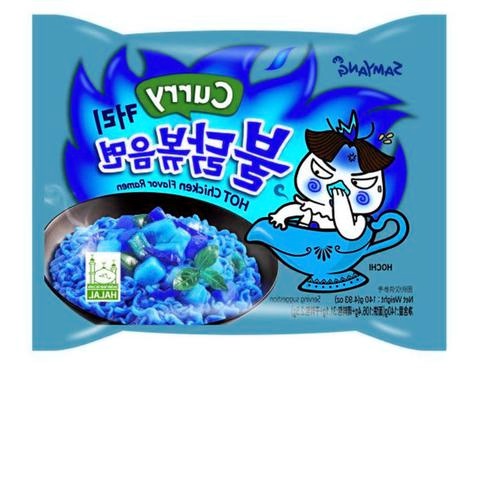 SAMYANG
Curry
커리
불닭볶음면
HOT Chicken Flavor Ramen
HOCHI
HALAL
Serving suggestion
Net Weight : 140 g(4.93 oz)